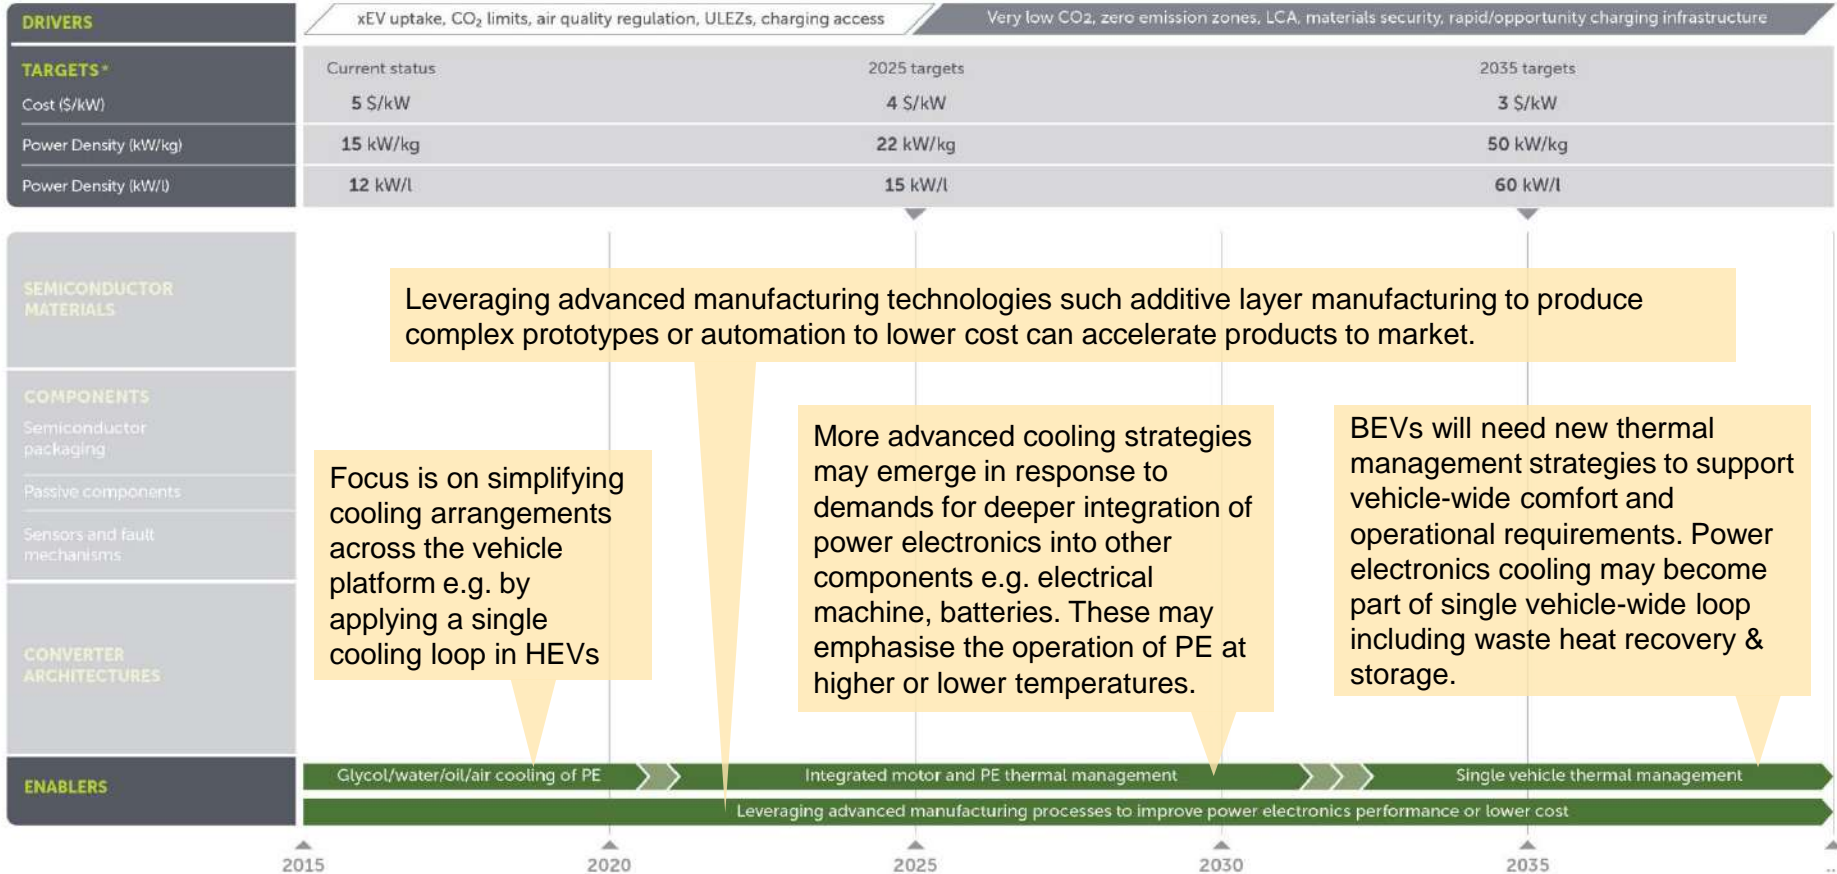 DRIVERS
xEV uptake, CO₂ limits, air quality regulation, ULEZs, charging access
Very low CO2, zero emission zones, LCA, materials security, rapid/opportunity charging infrastructure
TARGETS*
Current status
2025 targets
2035 targets
Cost ($/kW)
5 $/kW
4 $/kW
3 $/kW
Power Density (kW/kg)
15 kW/kg
22 kW/kg
50 kW/kg
Power Density (kW/l)
12 kW/l
15 kW/l
60 kW/l
SEMICONDUCTOR
MATERIALS
Leveraging advanced manufacturing technologies such additive layer manufacturing to produce
complex prototypes or automation to lower cost can accelerate products to market.
COMPONENTS
Semiconductor
packaging
Passive components
Sensors and fault
mechanisms
Focus is on simplifying
cooling arrangements
across the vehicle
platform e.g. by
applying a single
cooling loop in HEVs
More advanced cooling strategies
may emerge in response to
demands for deeper integration of
power electronics into other
components e.g. electrical
machine, batteries. These may
emphasise the operation of PE at
higher or lower temperatures.
BEVs will need new thermal
management strategies to support
vehicle-wide comfort and
operational requirements. Power
electronics cooling may become
part of single vehicle-wide loop
including waste heat recovery &
storage.
CONVERTER
ARCHITECTURES
ENABLERS
Glycol/water/oil/air cooling of PE
Integrated motor and PE thermal management
Single vehicle thermal management
Leveraging advanced manufacturing processes to improve power electronics performance or lower cost
2015
2020
2025
2030
2035
..